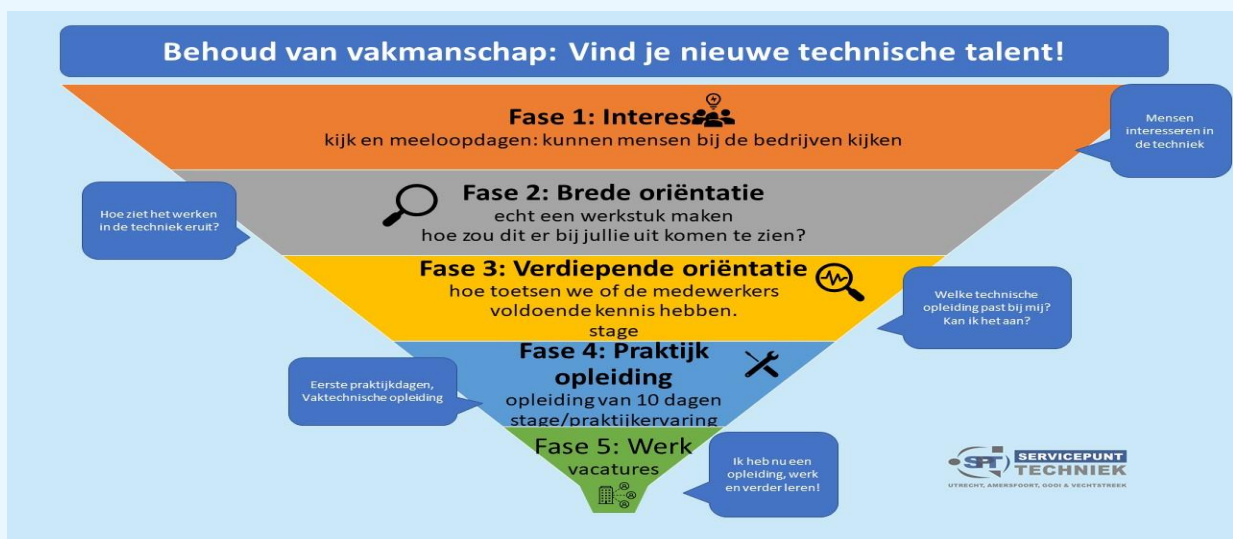 Behoud van vakmanschap: Vind je nieuwe technische talent!
Fase 1: Interes
kijk en meeloopdagen: kunnen mensen bij de bedrijven kijken
Mensen
interesseren in
de techniek
Fase 2: Brede oriëntatie
echt een werkstuk maken
hoe zou dit er bij jullie uit komen te zien?
Hoe ziet het werken
in de techniek eruit?
Fase 3: Verdiepende oriëntatie
hoe toetsen we of de medewerkers
voldoende kennis hebben.
stage
Welke technische
opleiding past bij mij?
Kan ik het aan?
Fase 4: Praktijk
opleiding
opleiding van 10 dagen
stage/praktijkervaring
Eerste praktijkdagen,
Vaktechnische opleiding
Fase 5: Werk
vacatures
Ik heb nu een
opleiding, werk
en verder leren!
SPT SERVICEPUNT
TECHNIEK
UTRECHT, AMERSFOORT, GOOI & VECHTSTREEK